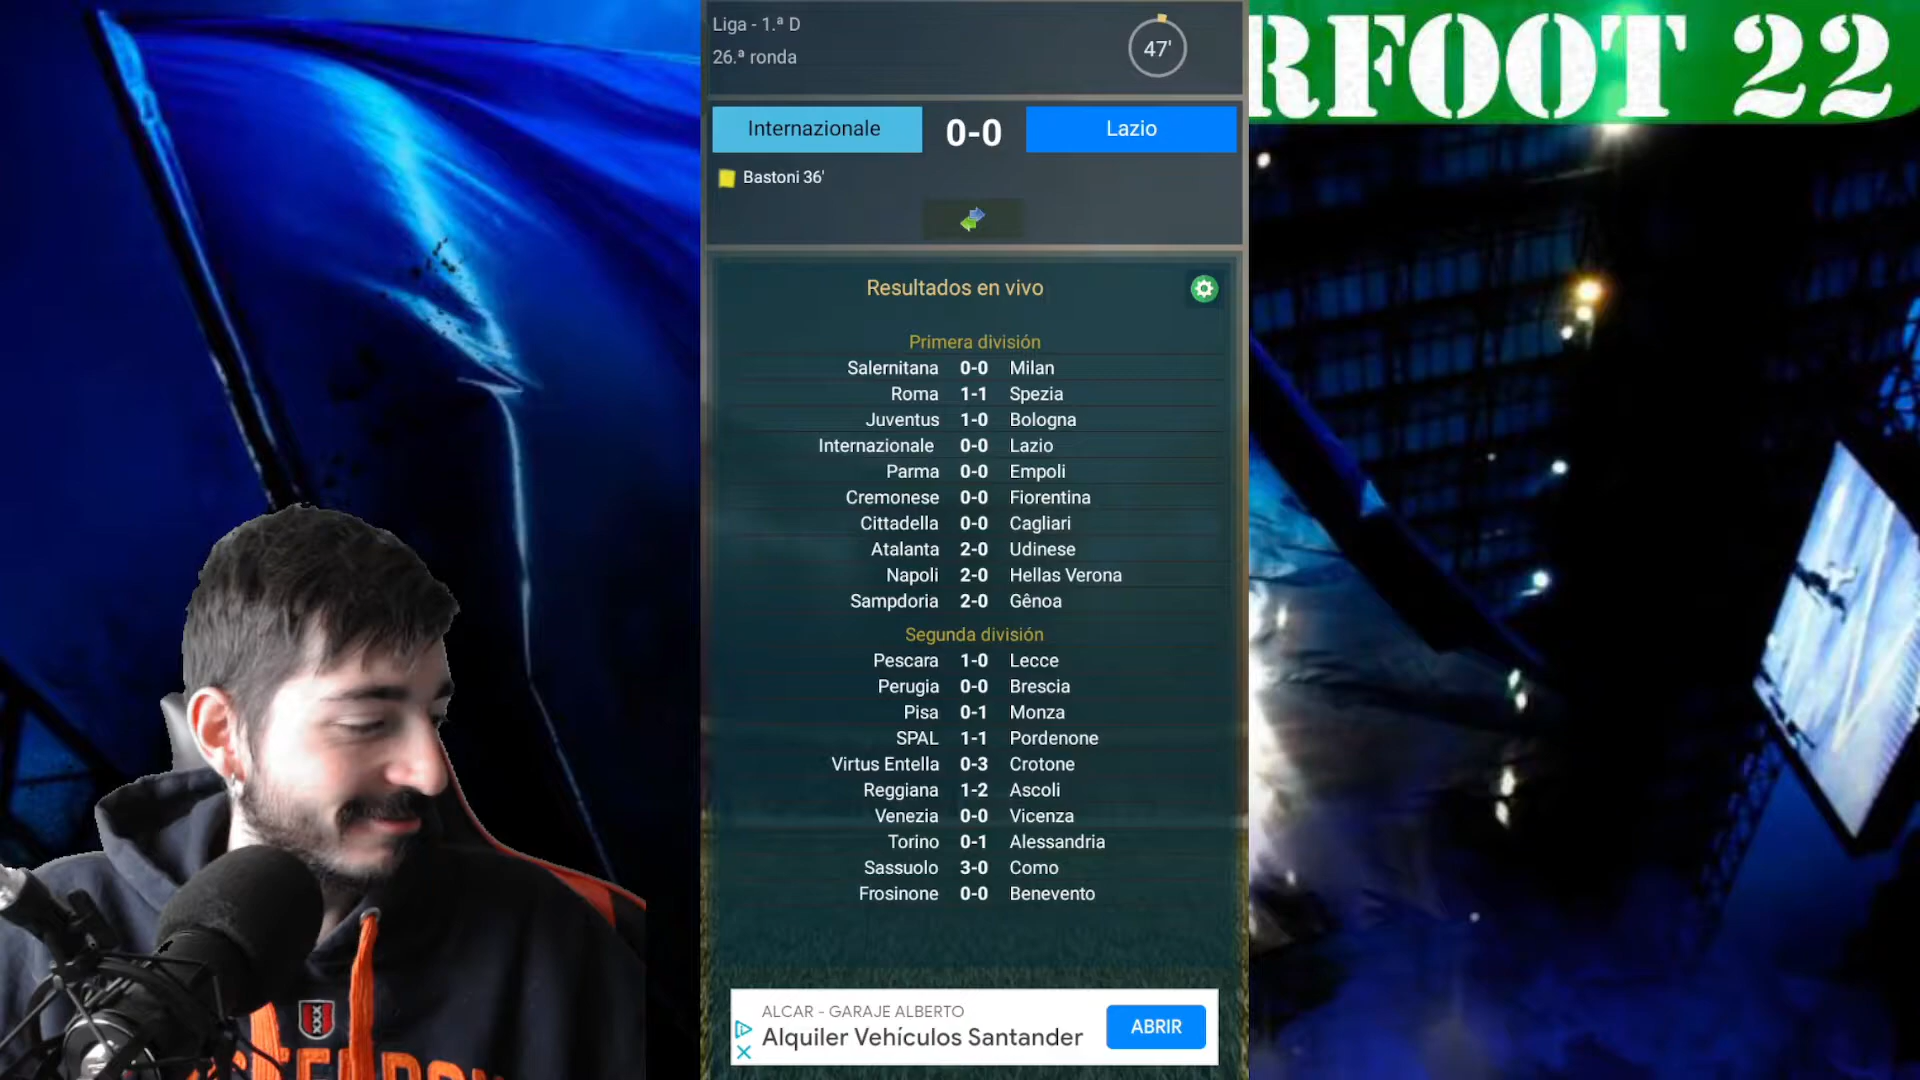 Liga - 1.ª D
26.ª ronda
47'
RFOOT 22
Internazionale 0-0 Lazio
Bastoni 36'
Resultados en vivo
Primera división
Salernitana 0-0 Milan
Roma 1-1 Spezia
Juventus 1-0 Bologna
Internazionale 0-0 Lazio
Parma 0-0 Empoli
Cremonese 0-0 Fiorentina
Cittadella 0-0 Cagliari
Atalanta 2-0 Udinese
Napoli 2-0 Hellas Verona
Sampdoria 2-0 Gênoa
Segunda división
Pescara 1-0 Lecce
Perugia 0-0 Brescia
Pisa 0-1 Monza
SPAL 1-1 Pordenone
Virtus Entella 0-3 Crotone
Reggiana 1-2 Ascoli
Venezia 0-0 Vicenza
Torino 0-1 Alessandria
Sassuolo 3-0 Como
Frosinone 0-0 Benevento
ALCAR - GARAJE ALBERTO
Alquiler Vehículos Santander
ABRIR